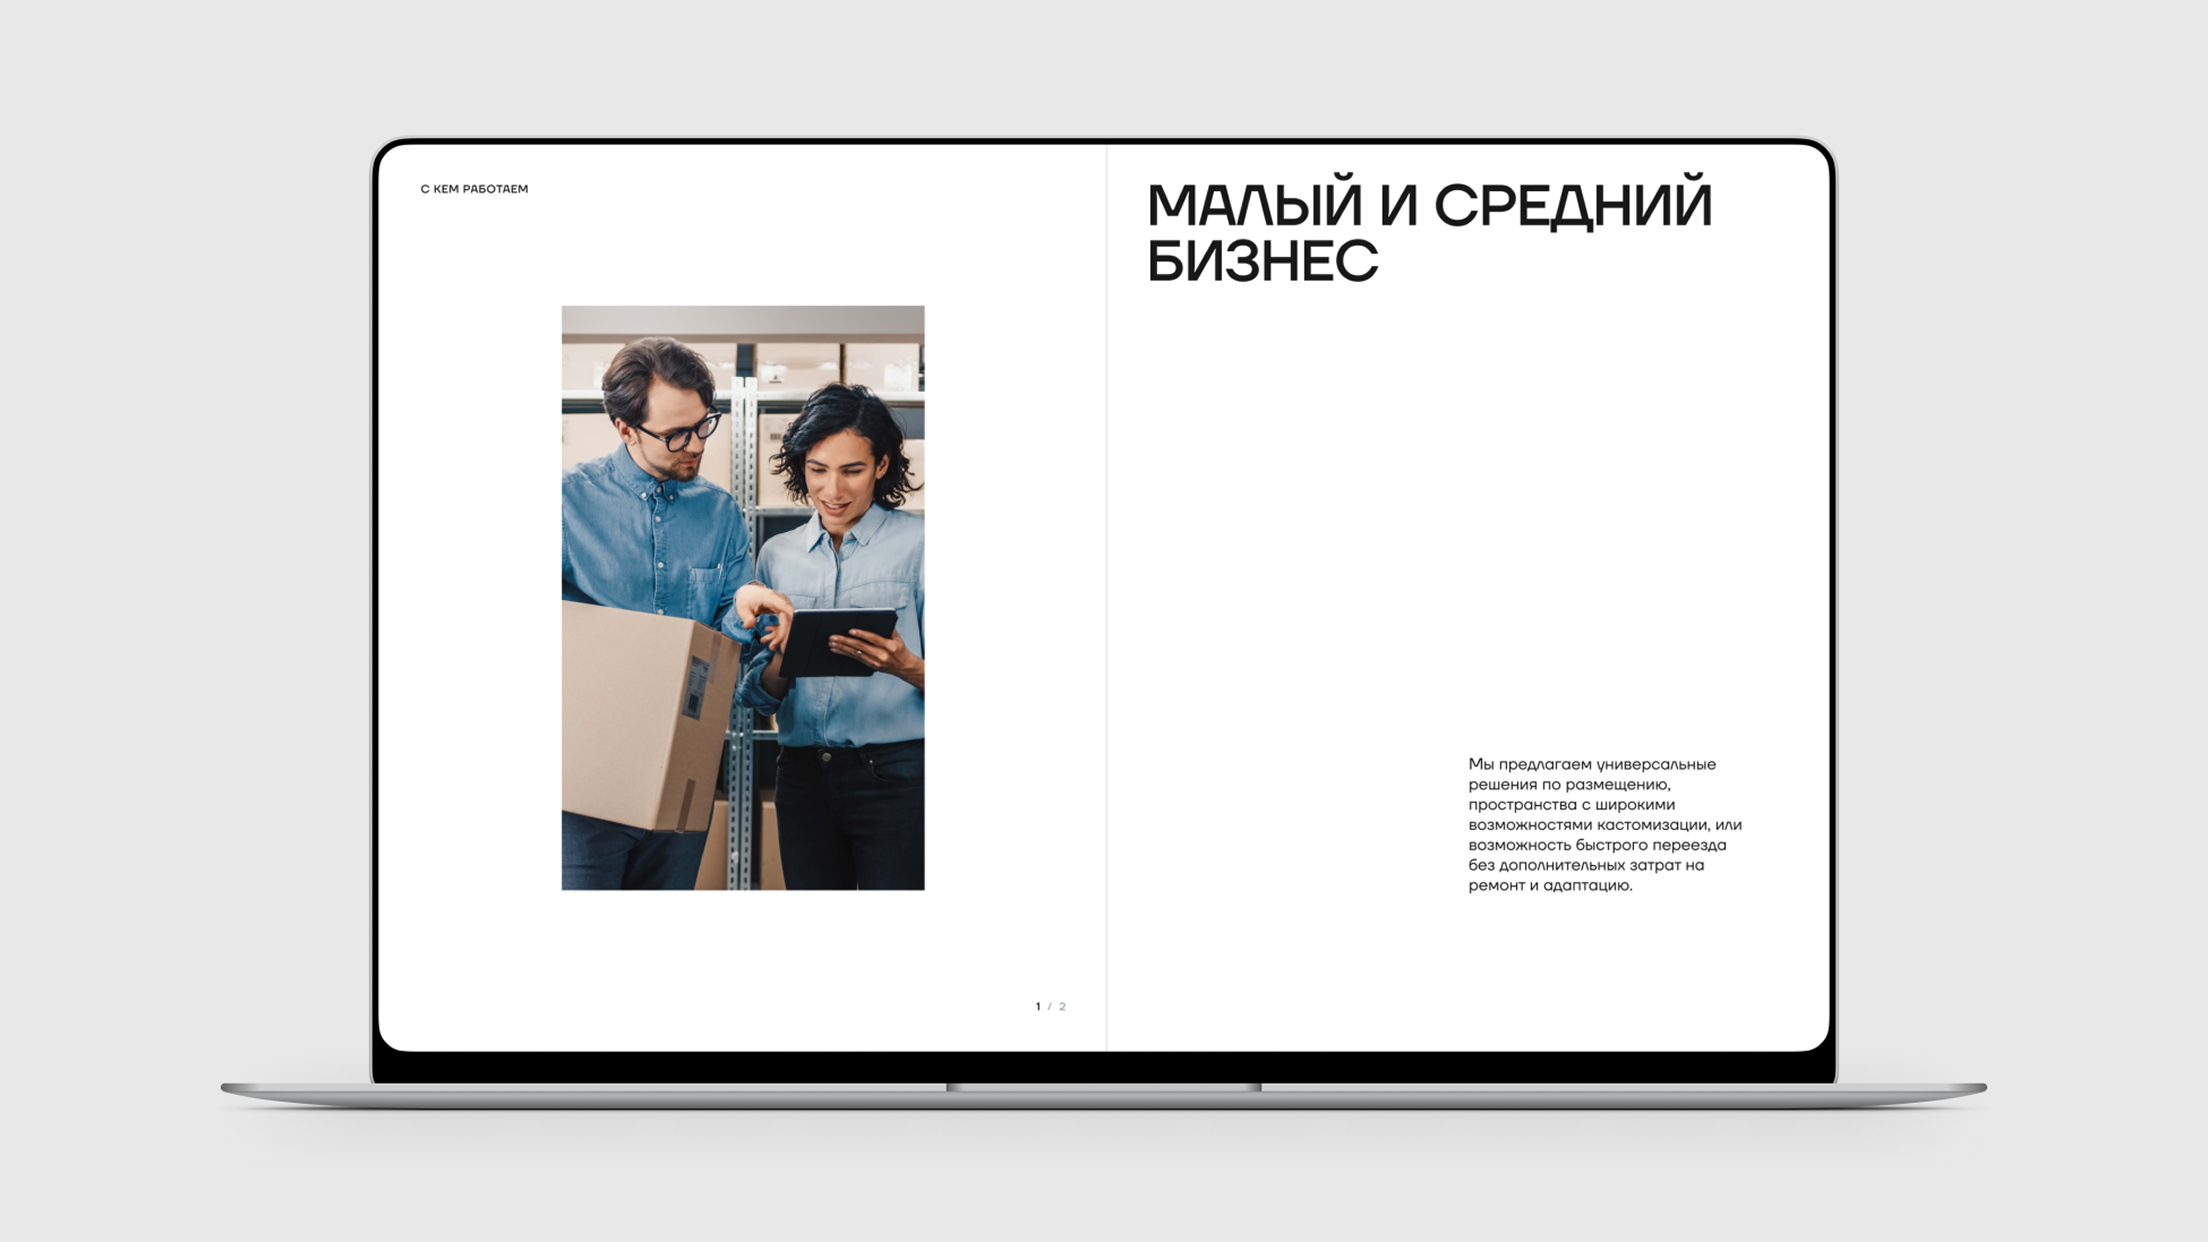 С КЕМ РАБОТАЕМ
МАЛЫЙ И СРЕДНИЙ
БИЗНЕС
Мы предлагаем универсальные
решения по размещению,
пространства с широкими
возможностями кастомизации, или
возможность быстрого переезда
без дополнительных затрат на
ремонт и адаптацию.
1 / 2